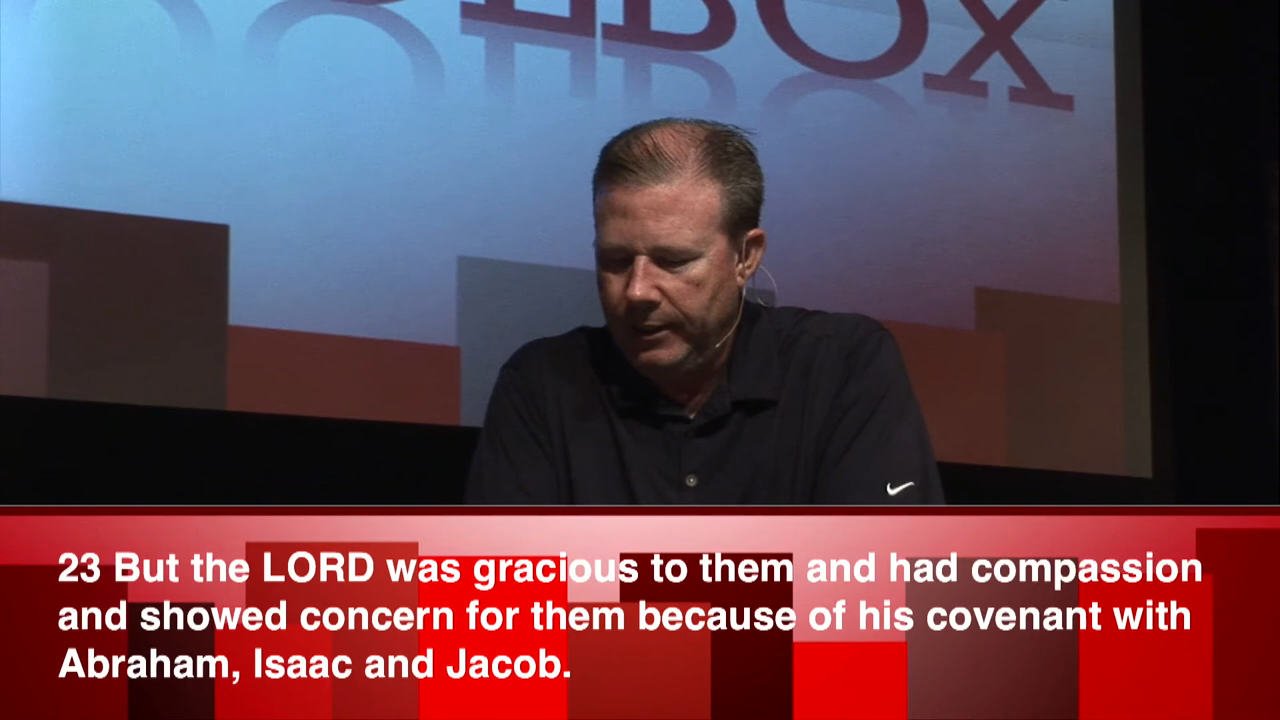 BOX
23 But the LORD was gracious to them and had compassion
and showed concern for them because of his covenant with
Abraham, Isaac and Jacob.